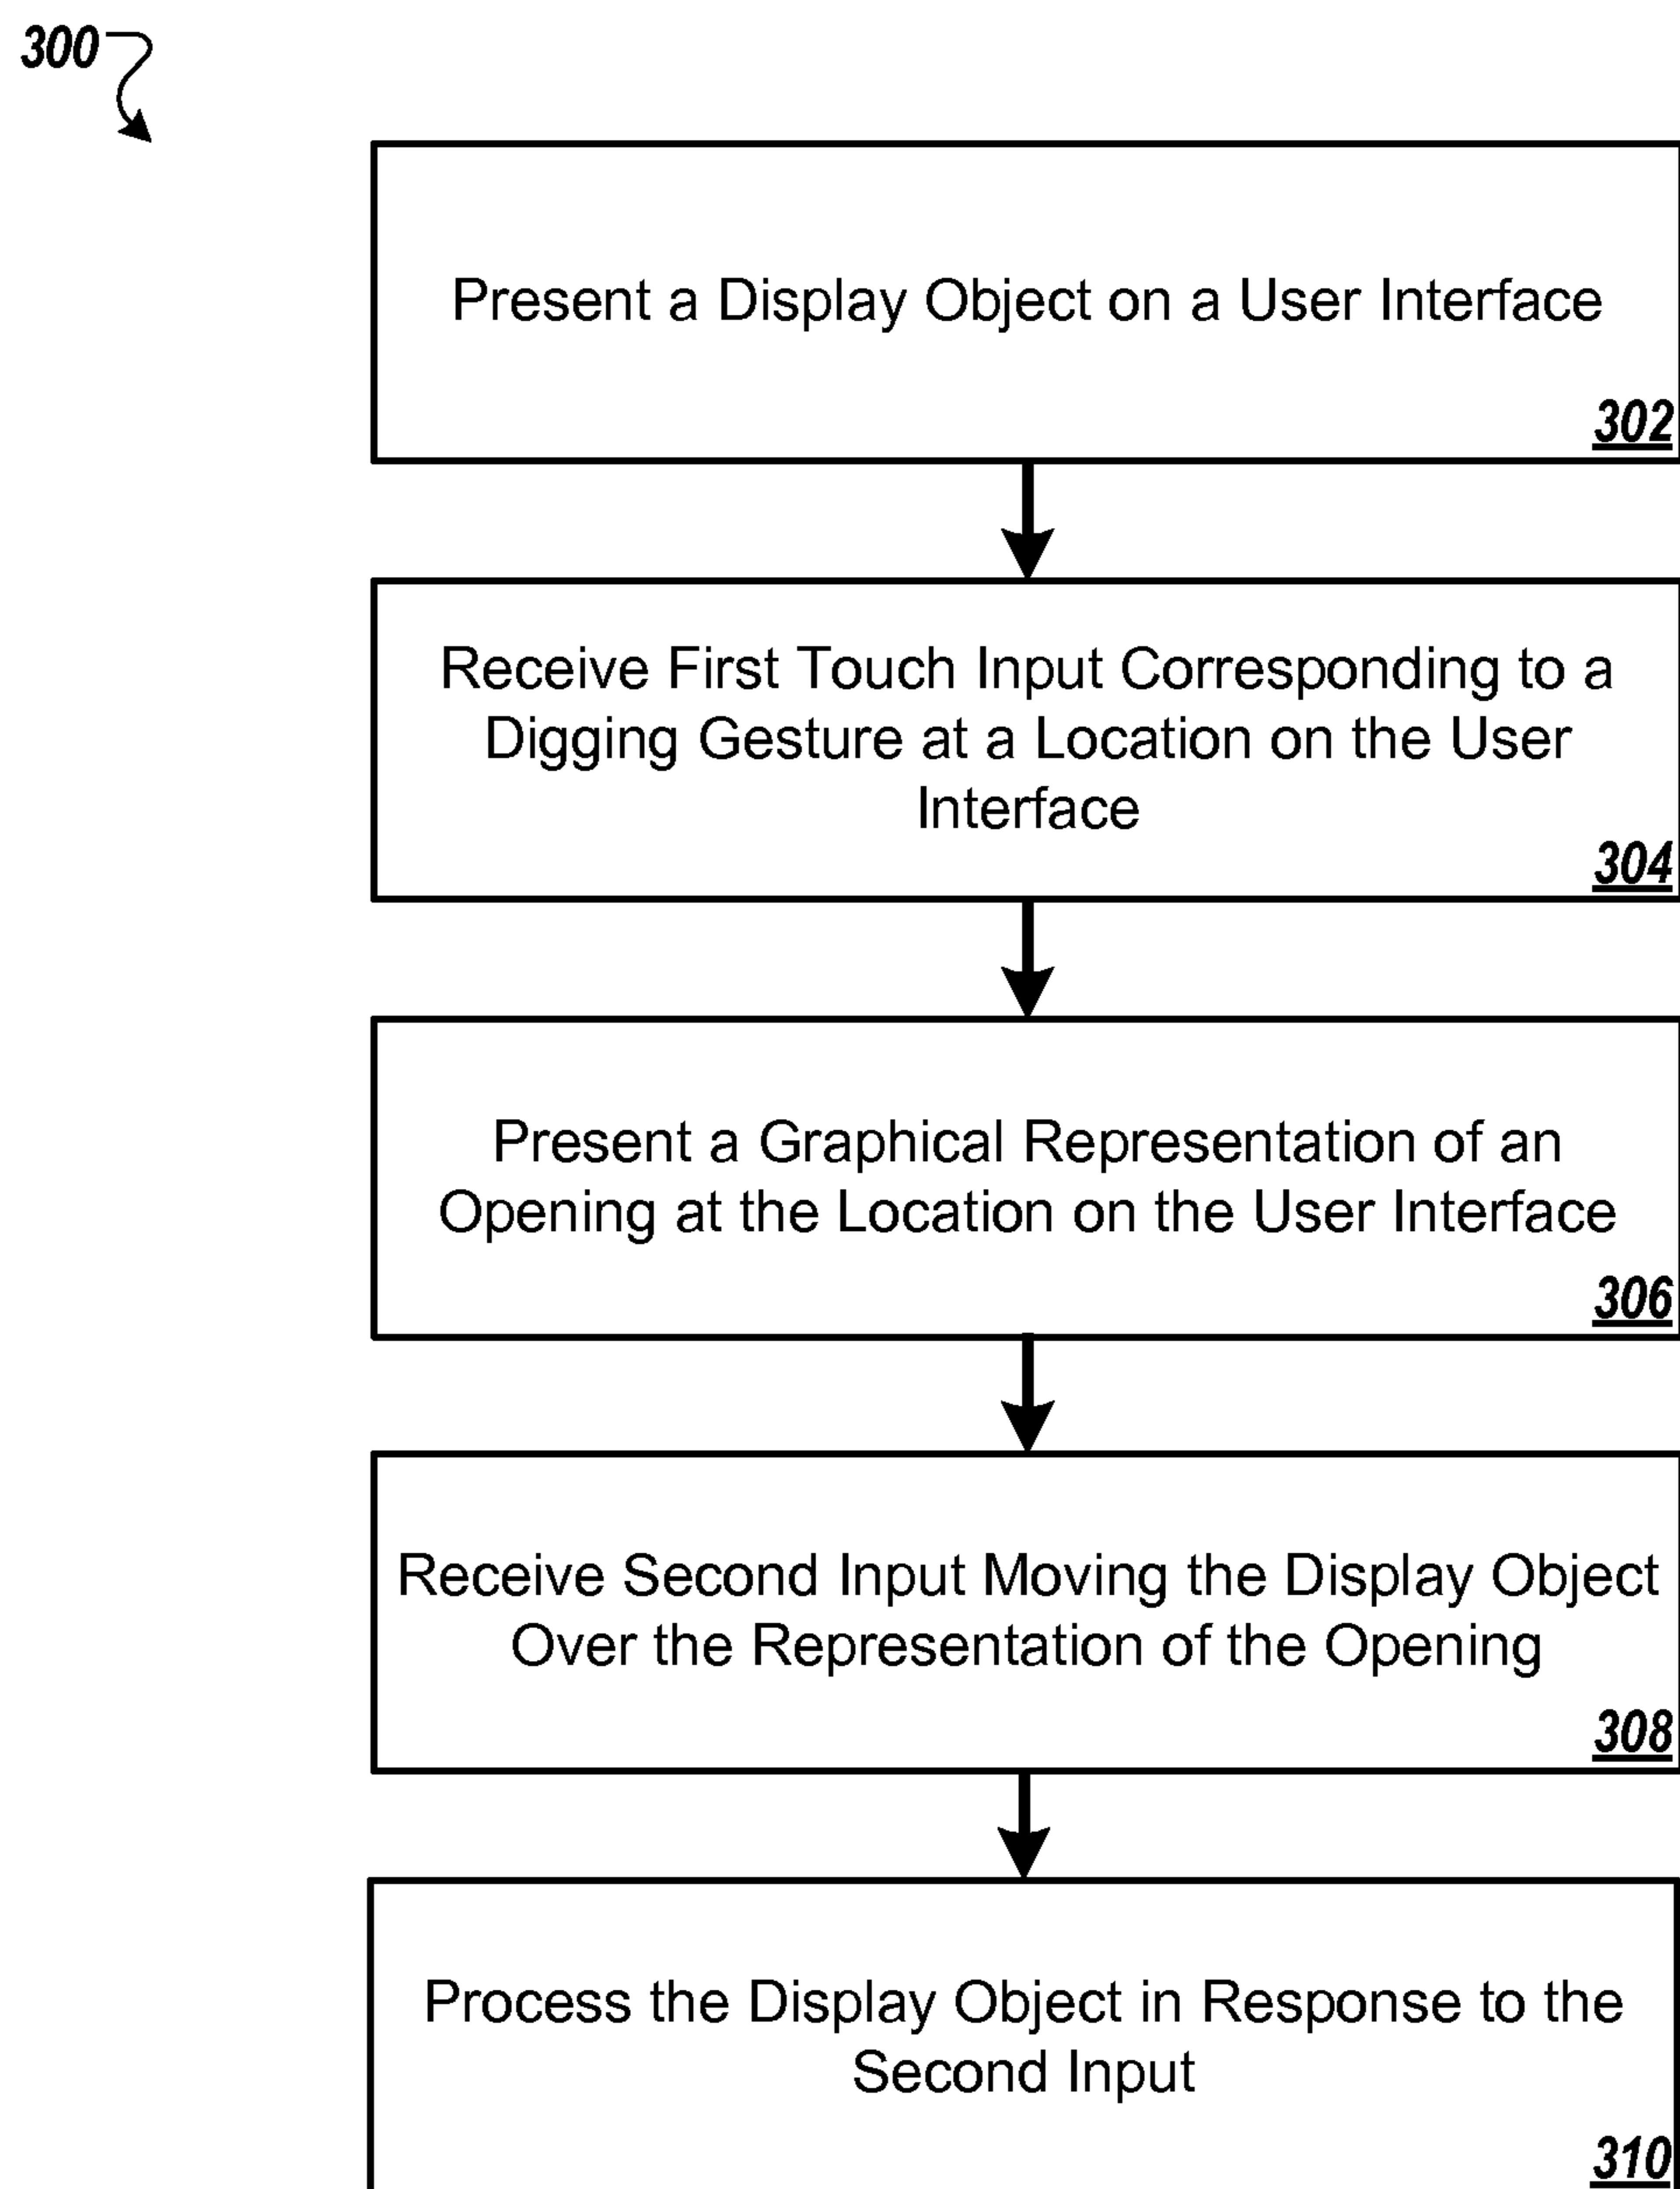 300
Present a Display Object on a User Interface
302
Receive First Touch Input Corresponding to a
Digging Gesture at a Location on the User
Interface
304
Present a Graphical Representation of an
Opening at the Location on the User Interface
306
Receive Second Input Moving the Display Object
Over the Representation of the Opening
308
Process the Display Object in Response to the
Second Input
310